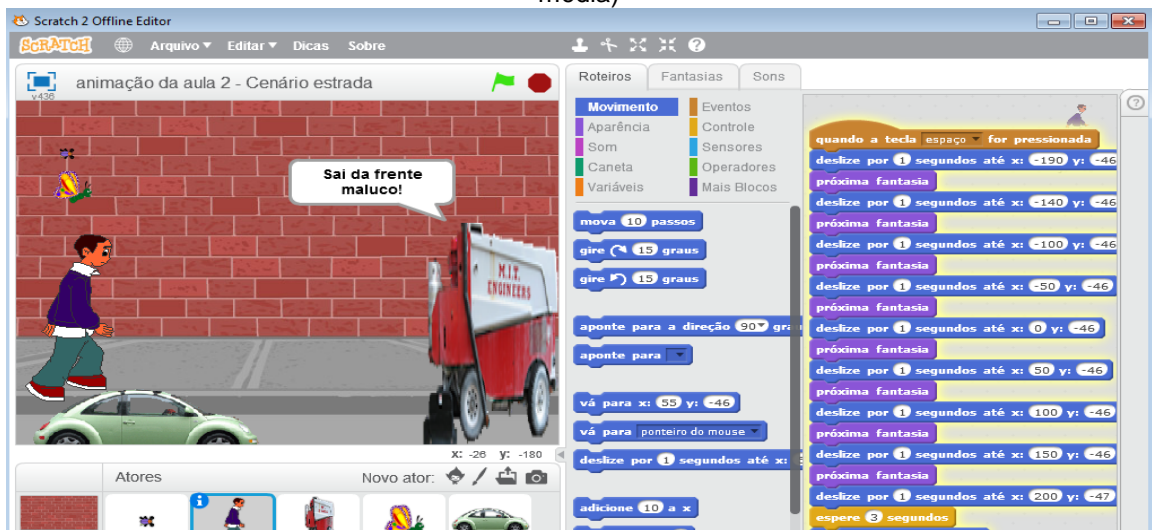 média)
Scratch 2 Offline Editor
SCRATCH Arquivo Editar Dicas Sobre
v436
animação da aula 2 - Cenário estrada
Sai da frente
maluco!
M.I.T.
ENGINEERS
X: -26 y: -180
Atores
Novo ator:
Roteiros Fantasias Sons
Movimento Eventos
Aparência Controle
Som Sensores
Caneta Operadores
Variáveis Mais Blocos
mova 10 passos
gire 15 graus
gire 15 graus
aponte para a direção 90
aponte para
vá para x: 55 y: -46
vá para ponteiro do mouse
deslize por 1 segundos até x:
adicione 10 a x
quando a tecla espaço for pressionada
deslize por 1 segundos até x: -190 y: -46
próxima fantasia
deslize por 1 segundos até x: -140 y: -46
próxima fantasia
deslize por 1 segundos até x: -100 y: -46
próxima fantasia
deslize por 1 segundos até x: -50 y: -46
próxima fantasia
deslize por 1 segundos até x: 0 y: -46
próxima fantasia
deslize por 1 segundos até x: 50 y: -46
próxima fantasia
deslize por 1 segundos até x: 100 y: -46
próxima fantasia
deslize por 1 segundos até x: 150 y: -46
próxima fantasia
deslize por 1 segundos até x: 200 y: -47
espere 3 segundos